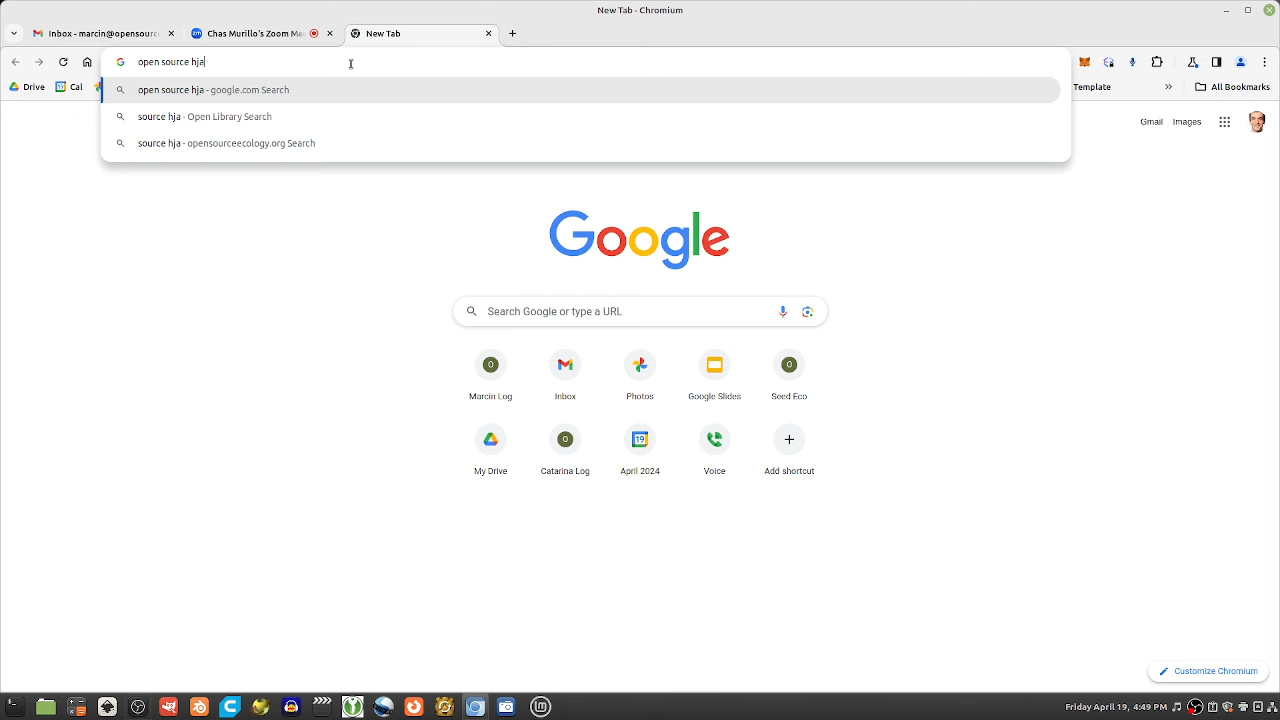 New Tab - Chromium
Inbox - marcin@opensourc
Chas Murillo's Zoom Me
New Tab
open source hja
open source hja - google.com Search
source hja - Open Library Search
source hja - opensourceecology.org Search
Drive
Cal
Template
All Bookmarks
Gmail
Images
Google
Search Google or type a URL
Marcin Log
Inbox
Photos
Google Slides
Seed Eco
My Drive
Catarina Log
April 2024
Voice
Add shortcut
Customize Chromium
Friday April 19, 4:49 PM